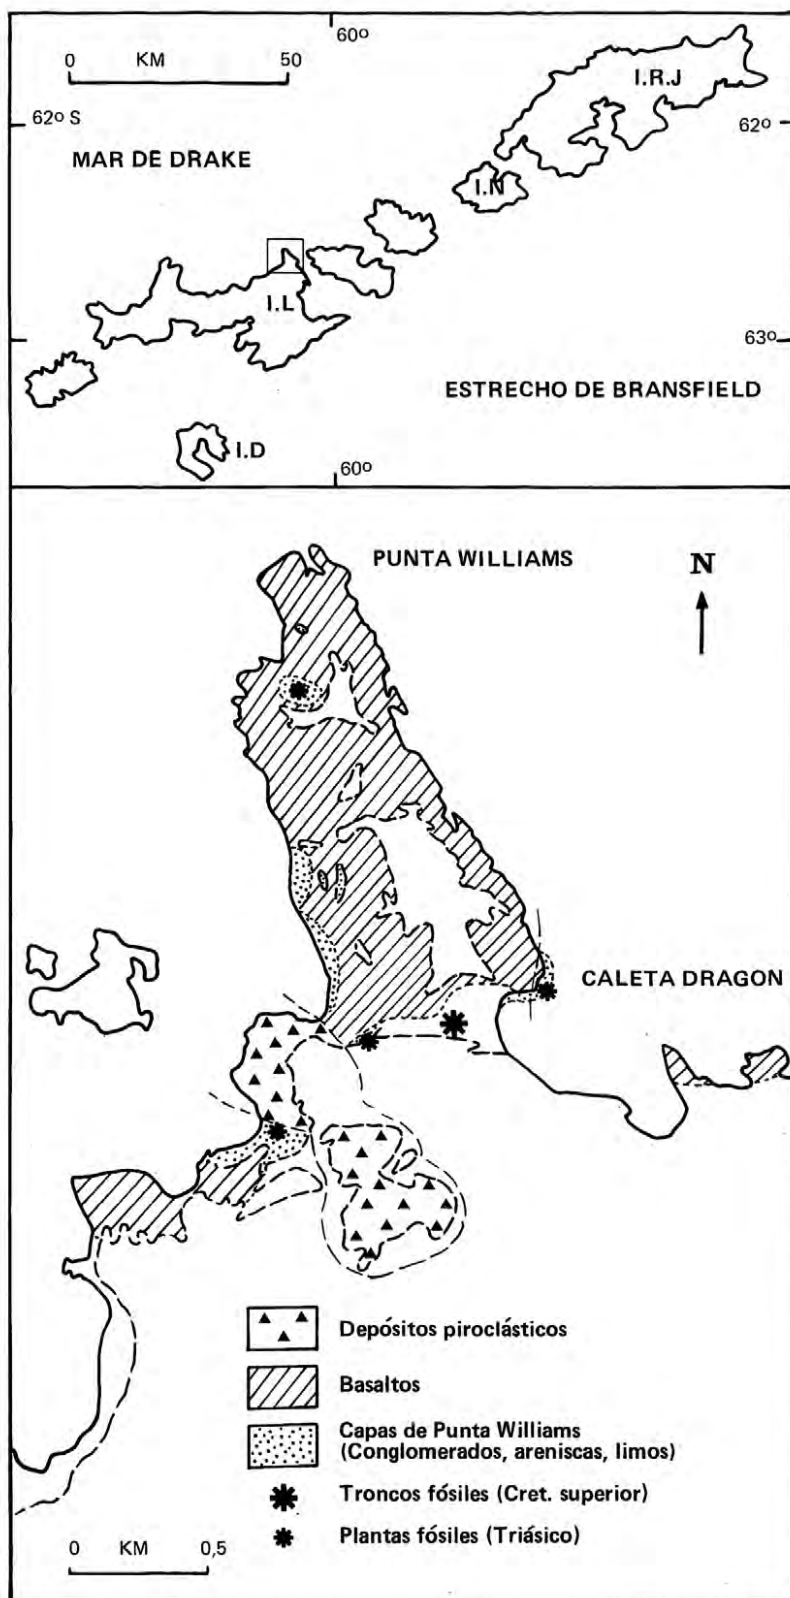 60º
0 KM 50
I.R.J
62º S
62º
MAR DE DRAKE
I.N
I.L
63º
ESTRECHO DE BRANSFIELD
I.D
60º
PUNTA WILLIAMS
N
CALETA DRAGON
Depósitos piroclásticos
Basaltos
Capas de Punta Williams
(Conglomerados, areniscas, limos)
Troncos fósiles (Cret. superior)
Plantas fósiles (Triásico)
0 KM 0,5